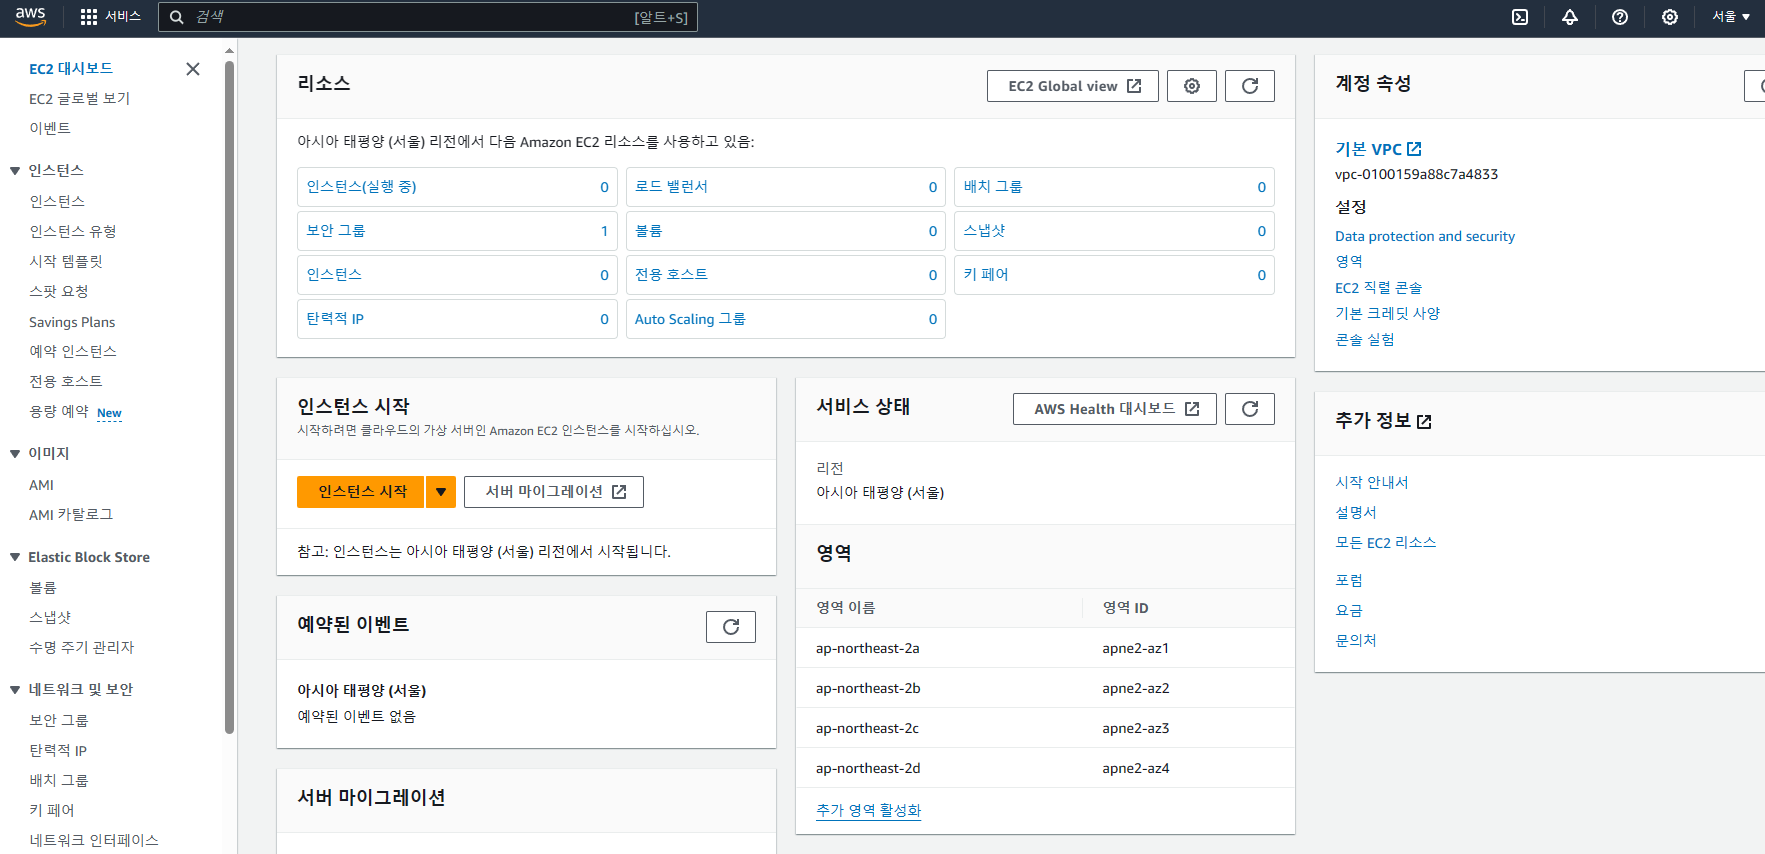 aws
서비스
검색
[알트+S]
서울 ▼
EC2 대시보드
EC2 글로벌 보기
이벤트
▼ 인스턴스
인스턴스
인스턴스 유형
시작 템플릿
스팟 요청
Savings Plans
예약 인스턴스
전용 호스트
용량 예약 New
▼ 이미지
AMI
AMI 카탈로그
▼ Elastic Block Store
볼륨
스냅샷
수명 주기 관리자
▼ 네트워크 및 보안
보안 그룹
탄력적 IP
배치 그룹
키 페어
네트워크 인터페이스
리소스
EC2 Global view
아시아 태평양 (서울) 리전에서 다음 Amazon EC2 리소스를 사용하고 있음:
인스턴스(실행 중) 0
로드 밸런서 0
배치 그룹 0
보안 그룹 1
볼륨 0
스냅샷 0
인스턴스 0
전용 호스트 0
키 페어 0
탄력적 IP 0
Auto Scaling 그룹 0
인스턴스 시작
시작하려면 클라우드의 가상 서버인 Amazon EC2 인스턴스를 시작하십시오.
인스턴스 시작 ▼
서버 마이그레이션
참고: 인스턴스는 아시아 태평양 (서울) 리전에서 시작됩니다.
예약된 이벤트
아시아 태평양 (서울)
예약된 이벤트 없음
서버 마이그레이션
서비스 상태
AWS Health 대시보드
리전
아시아 태평양 (서울)
영역
영역 이름 영역 ID
ap-northeast-2a apne2-az1
ap-northeast-2b apne2-az2
ap-northeast-2c apne2-az3
ap-northeast-2d apne2-az4
추가 영역 활성화
계정 속성
기본 VPC
vpc-0100159a88c7a4833
설정
Data protection and security
영역
EC2 직렬 콘솔
기본 크레딧 사양
콘솔 실험
추가 정보
시작 안내서
설명서
모든 EC2 리소스
포럼
요금
문의처